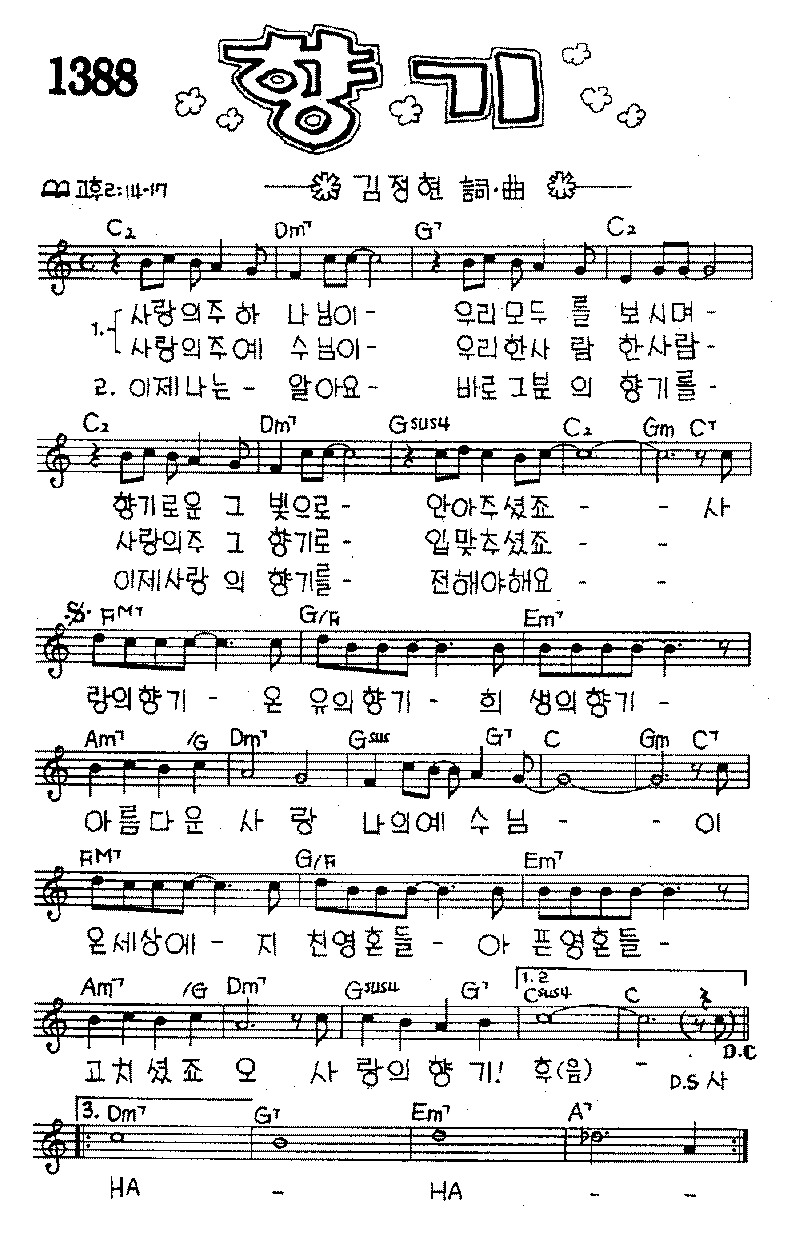 1388
향기
고후2:14-17
김정현 詞·曲
C2 Dm7 G7 C2
1. 사랑의주하 나님이- 우리모두 를 보시며-
사랑의주예 수님이- 우리한사 람 한사람-
2. 이제나는- 알아요- 바로그분 의 향기를-
C2 Dm7 Gsus4 C2 Gm C7
향기로운 그 빛으로- 안아주셨죠 - - 사
사랑의주 그 향기로- 입맞추셨죠 - -
이제사랑 의 향기를- 전해야해요 - -
FM7 G/F Em7
랑의향기 - 온 유의향기 - 희 생의향기 -
Am7 /G Dm7 Gsus G7 C Gm C7
아름다운 사 랑 나의예 수 님 - - 이
FM7 G/F Em7
온세상에 - 지 친영혼들 - 아 픈영혼들 -
Am7 /G Dm7 Gsus4 G7 1.2 Csus4 C
고쳐 셨죠 오 사 랑의 향 기! 후(음) -
D.C
D.S 사
3. Dm7 G7 Em7 A7
HA - HA - -